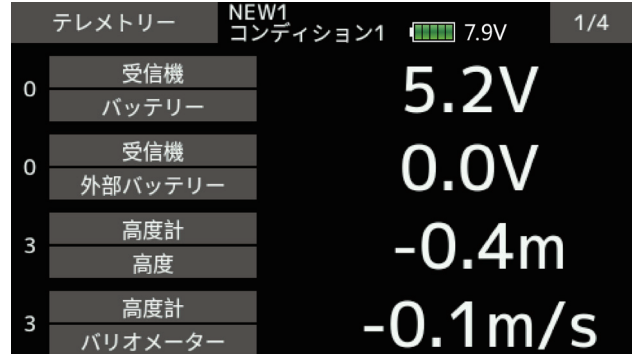 テレメトリー
NEW1
コンディション1 7.9V
1/4
0
受信機
バッテリー
5.2V
0
受信機
外部バッテリー
0.0V
3
高度計
高度
-0.4m
3
高度計
バリオメーター
-0.1m/s